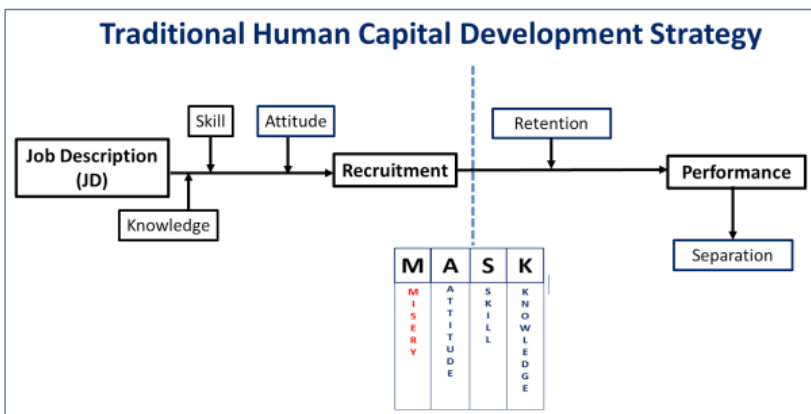 Traditional Human Capital Development Strategy
Skill
Attitude
Retention
Job Description
(JD)
Recruitment
Performance
Knowledge
Separation
M A S K
MISERY
ATTITUDE
SKILL
KNOWLEDGE